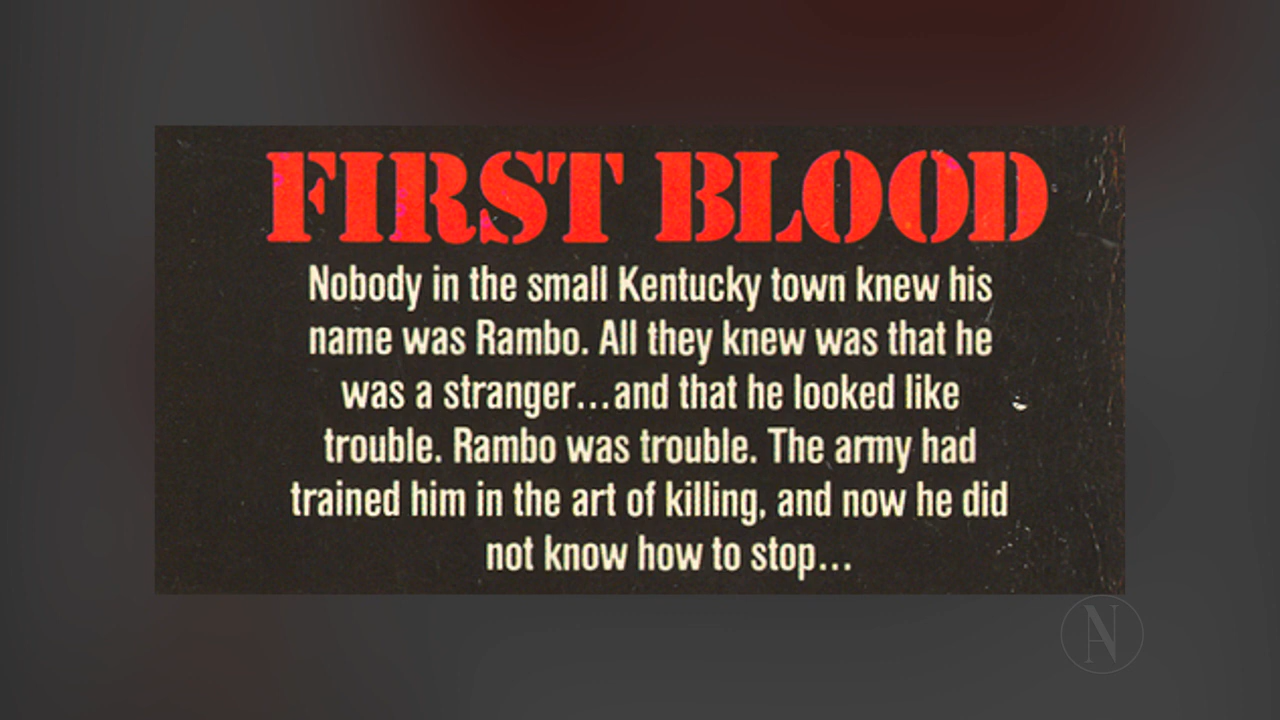 FIRST BLOOD
Nobody in the small Kentucky town knew his
name was Rambo. All they knew was that he
was a stranger...and that he looked like
trouble. Rambo was trouble. The army had
trained him in the art of killing, and now he did
not know how to stop...
N